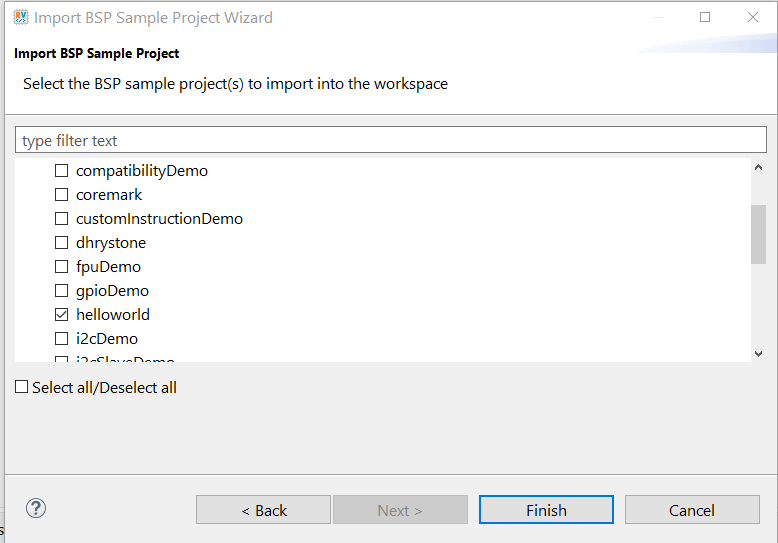 RV Import BSP Sample Project Wizard
Import BSP Sample Project
Select the BSP sample project(s) to import into the workspace
type filter text
compatibilityDemo
coremark
customInstructionDemo
dhrystone
fpuDemo
gpioDemo
helloworld
i2cDemo
i2cSlaveDemo
Select all/Deselect all
? < Back Next > Finish Cancel
s